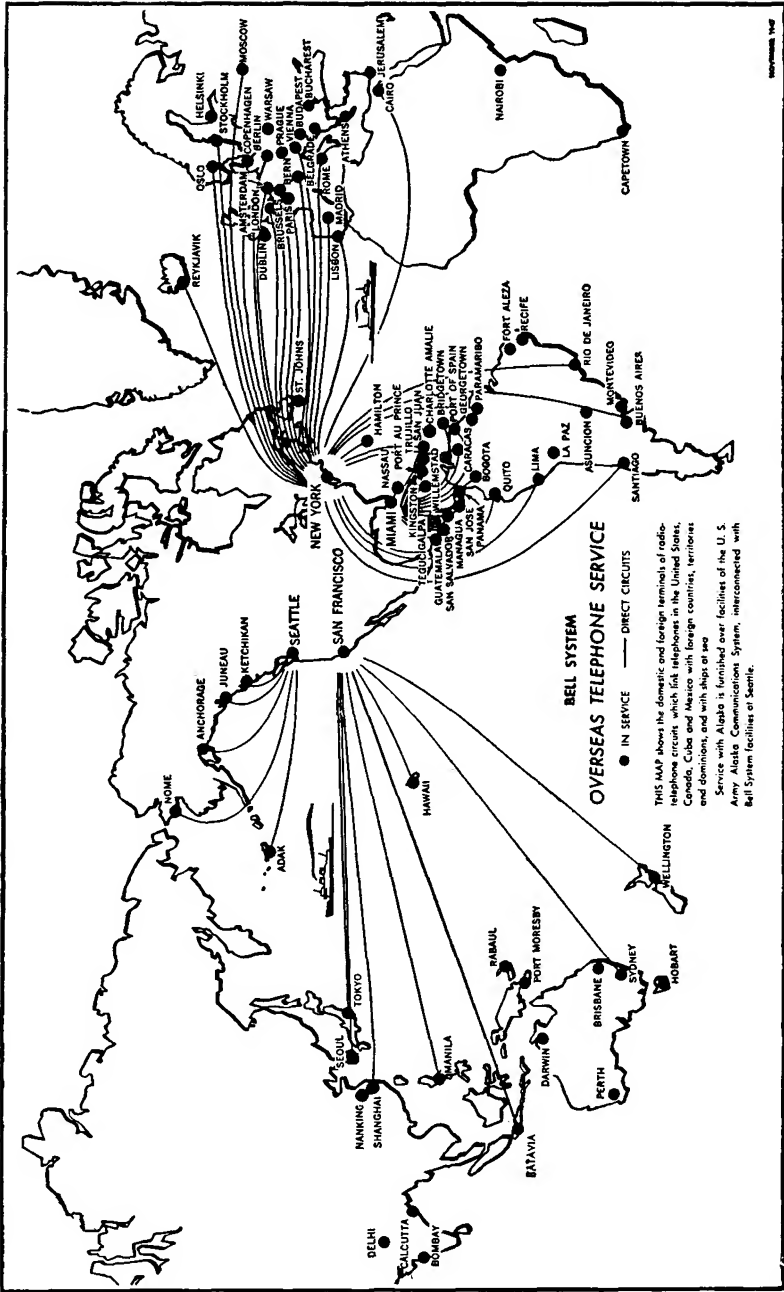 BELL SYSTEM
OVERSEAS TELEPHONE SERVICE
● IN SERVICE —— DIRECT CIRCUITS
THIS MAP shows the domestic and foreign terminals of radio-
telephone circuits which link telephones in the United States,
Canada, Cuba and Mexico with foreign countries, territories
and dominions, and with ships at sea
Service with Alaska is furnished over facilities of the U. S.
Army Alaska Communications System, interconnected with
Bell System facilities at Seattle.
NOME
ANCHORAGE
JUNEAU
KETCHIKAN
ADAK
SEATTLE
SAN FRANCISCO
HAWAII
TOKYO
SEOUL
NANKING
SHANGHAI
MANILA
DELHI
CALCUTTA
BOMBAY
BATAVIA
RABAUL
PORT MORESBY
DARWIN
BRISBANE
PERTH
SYDNEY
HOBART
WELLINGTON
NEW YORK
ST. JOHNS
HAMILTON
MIAMI
NASSAU
PORT AU PRINCE
TRUJILLO
SAN JUAN
CHARLOTTE AMALIE
BRIDGETOWN
PORT OF SPAIN
GEORGETOWN
PARAMARIBO
KINGSTON
WILLEMSTAD
CARACAS
TEGUCIGALPA
GUATEMALA
SAN SALVADOR
MANAGUA
SAN JOSE
PANAMA
BOGOTA
QUITO
LIMA
LA PAZ
ASUNCION
SANTIAGO
FORT ALEZA
RECIFE
RIO DE JANEIRO
MONTEVIDEO
BUENOS AIRER
REYKJAVIK
OSLO
HELSINKI
STOCKHOLM
MOSCOW
COPENHAGEN
BERLIN
AMSTERDAM
LONDON
DUBLIN
BRUSSELS
PARIS
WARSAW
PRAGUE
BERN
VIENNA
BUDAPEST
BUCHAREST
BELGRADE
ROME
ATHENS
MADRID
LISBON
JERUSALEM
CAIRO
NAIROBI
CAPETOWN